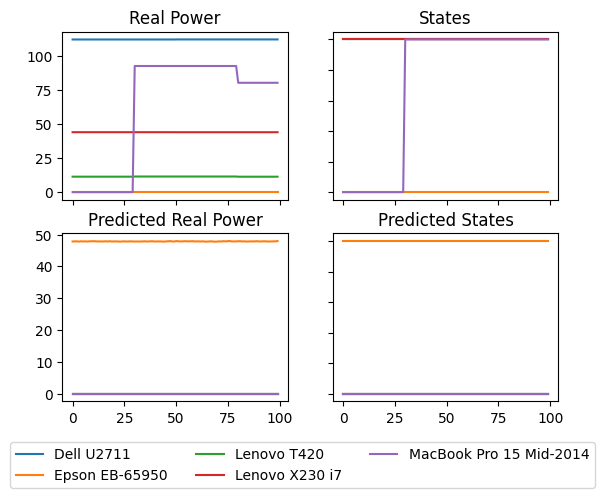 Real Power
States
100
75
50
25
0
Predicted Real Power
Predicted States
50
40
30
20
10
0
0 25 50 75 100
0 25 50 75 100
Dell U2711
Epson EB-65950
Lenovo T420
Lenovo X230 i7
MacBook Pro 15 Mid-2014